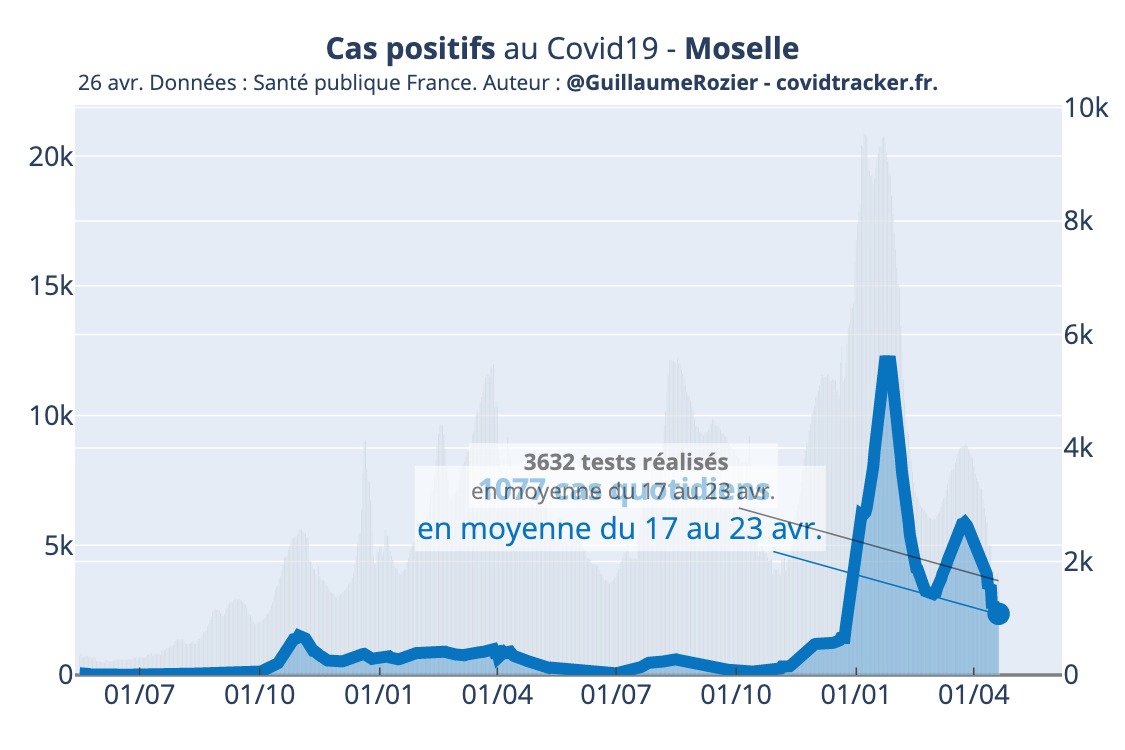 Cas positifs au Covid19 - Moselle
26 avr. Données : Santé publique France. Auteur : @GuillaumeRozier - covidtracker.fr.
10k
20k
8k
15k
6k
10k
4k
3632 tests réalisés
en moyenne du 17 au 23 avr.
1077 cas quotidiens
en moyenne du 17 au 23 avr.
5k
2k
0
0
01/07
01/10
01/01
01/04
01/07
01/10
01/01
01/04